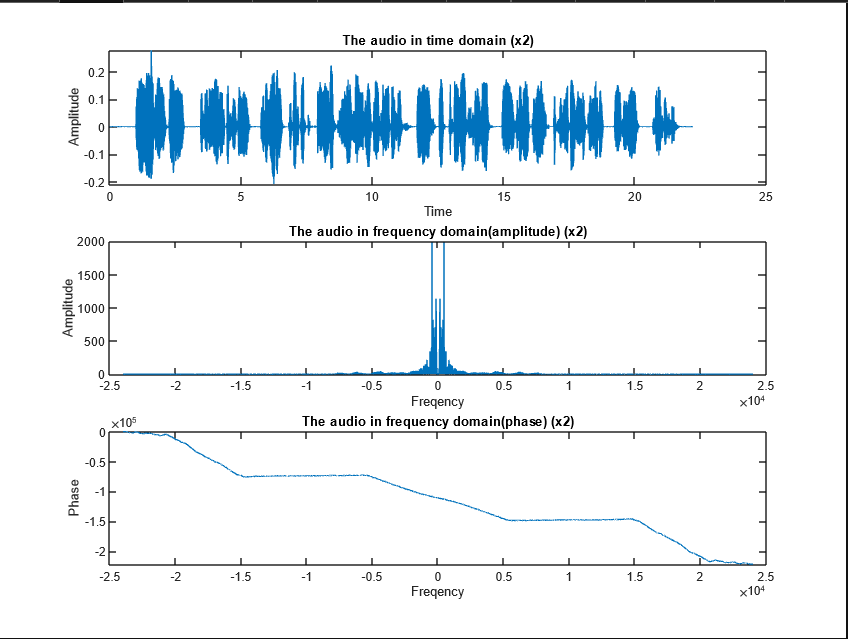 The audio in time domain (x2)
Amplitude
0.2
0.1
0
-0.1
-0.2
0 5 10 15 20 25
Time
The audio in frequency domain(amplitude) (x2)
Amplitude
2000
1500
1000
500
0
-2.5 -2 -1.5 -1 -0.5 0 0.5 1 1.5 2 2.5
×10⁴
Freqency
The audio in frequency domain(phase) (x2)
×10⁵
Phase
0
-0.5
-1
-1.5
-2
-2.5 -2 -1.5 -1 -0.5 0 0.5 1 1.5 2 2.5
×10⁴
Freqency